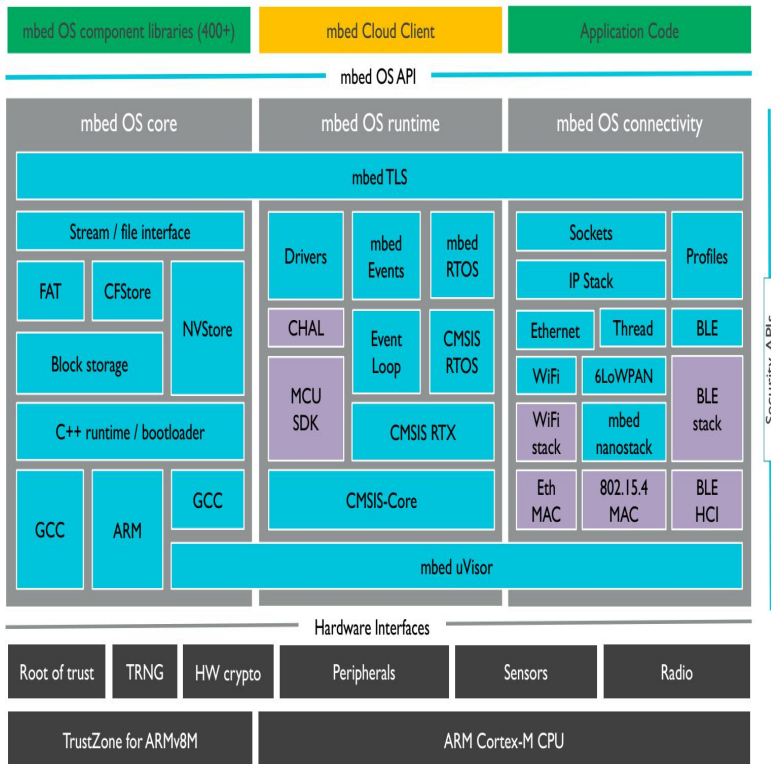 mbed OS component libraries (400+)
mbed Cloud Client
Application Code
mbed OS API
mbed OS core
mbed OS runtime
mbed OS connectivity
mbed TLS
Stream / file interface
FAT
CFStore
NVStore
Block storage
C++ runtime / bootloader
GCC
ARM
GCC
Drivers
mbed
Events
mbed
RTOS
CHAL
Event
Loop
CMSIS
RTOS
MCU
SDK
CMSIS RTX
CMSIS-Core
Sockets
Profiles
IP Stack
Ethernet
Thread
BLE
WiFi
6LoWPAN
BLE
stack
WiFi
stack
mbed
nanostack
Eth
MAC
802.15.4
MAC
BLE
HCI
mbed uVisor
Security APIs
Hardware Interfaces
Root of trust
TRNG
HW crypto
Peripherals
Sensors
Radio
TrustZone for ARMv8M
ARM Cortex-M CPU